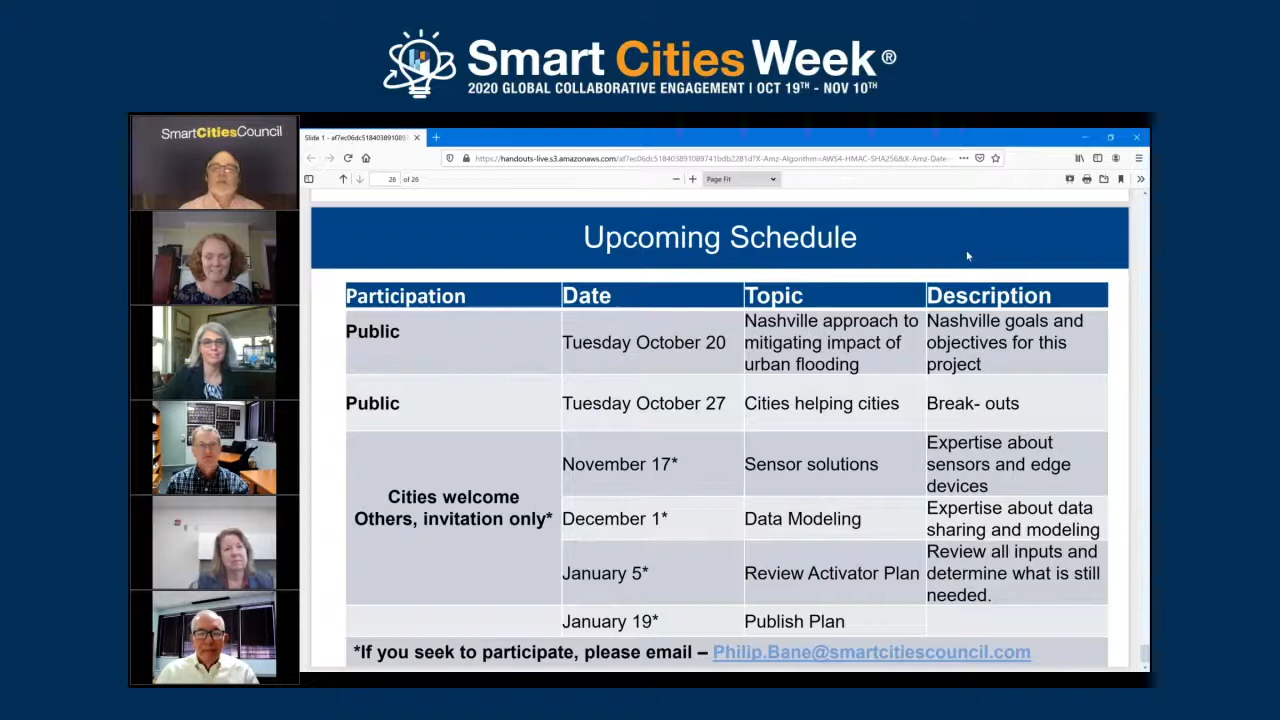 Smart Cities Week®
2020 GLOBAL COLLABORATIVE ENGAGEMENT | OCT 19TH - NOV 10TH
SmartCitiesCouncil
26 of 26
Page Fit
Upcoming Schedule
Participation Date Topic Description
Public
Tuesday October 20
Nashville approach to
mitigating impact of
urban flooding
Nashville goals and
objectives for this
project
Public
Tuesday October 27
Cities helping cities
Break- outs
Cities welcome
Others, invitation only*
November 17*
Sensor solutions
Expertise about
sensors and edge
devices
December 1*
Data Modeling
Expertise about data
sharing and modeling
January 5*
Review Activator Plan
Review all inputs and
determine what is still
needed.
January 19*
Publish Plan
*If you seek to participate, please email – Philip.Bane@smartcitiescouncil.com